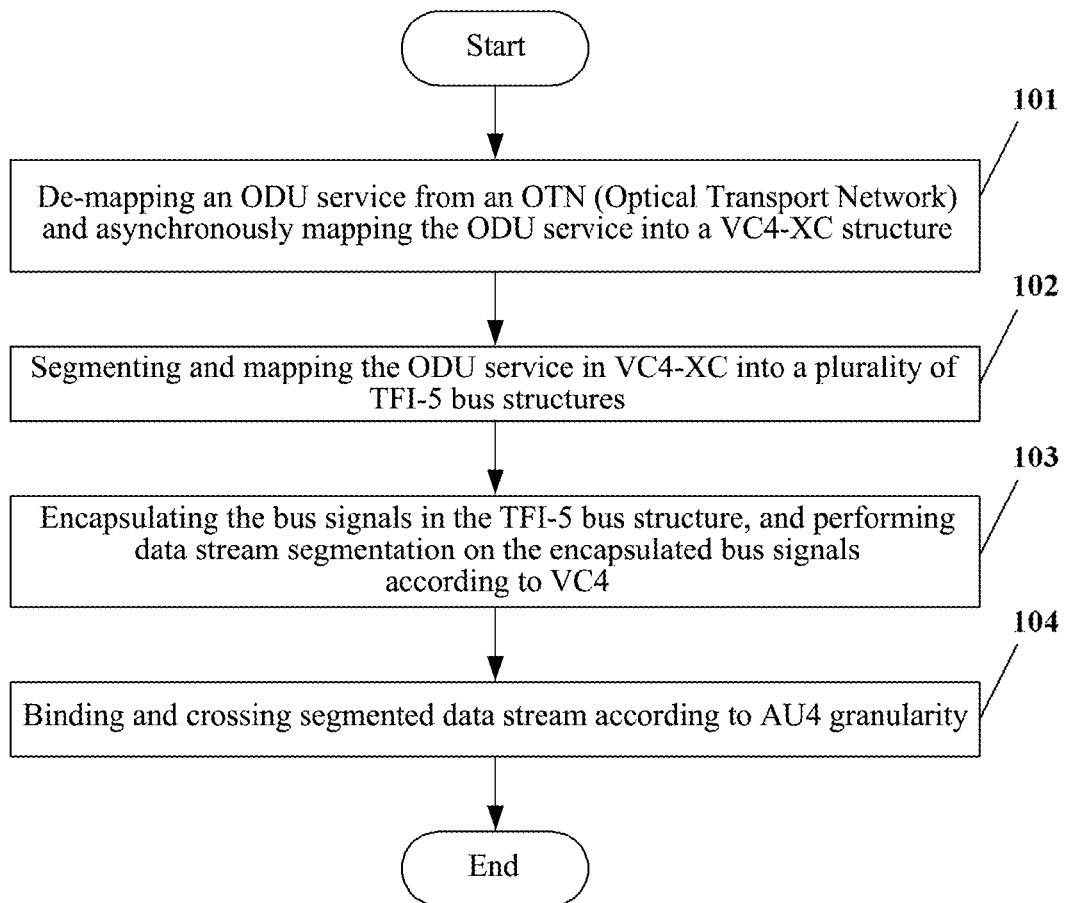 Start
101
De-mapping an ODU service from an OTN (Optical Transport Network)
and asynchronously mapping the ODU service into a VC4-XC structure
102
Segmenting and mapping the ODU service in VC4-XC into a plurality of
TFI-5 bus structures
103
Encapsulating the bus signals in the TFI-5 bus structure, and performing
data stream segmentation on the encapsulated bus signals
according to VC4
104
Binding and crossing segmented data stream according to AU4 granularity
End